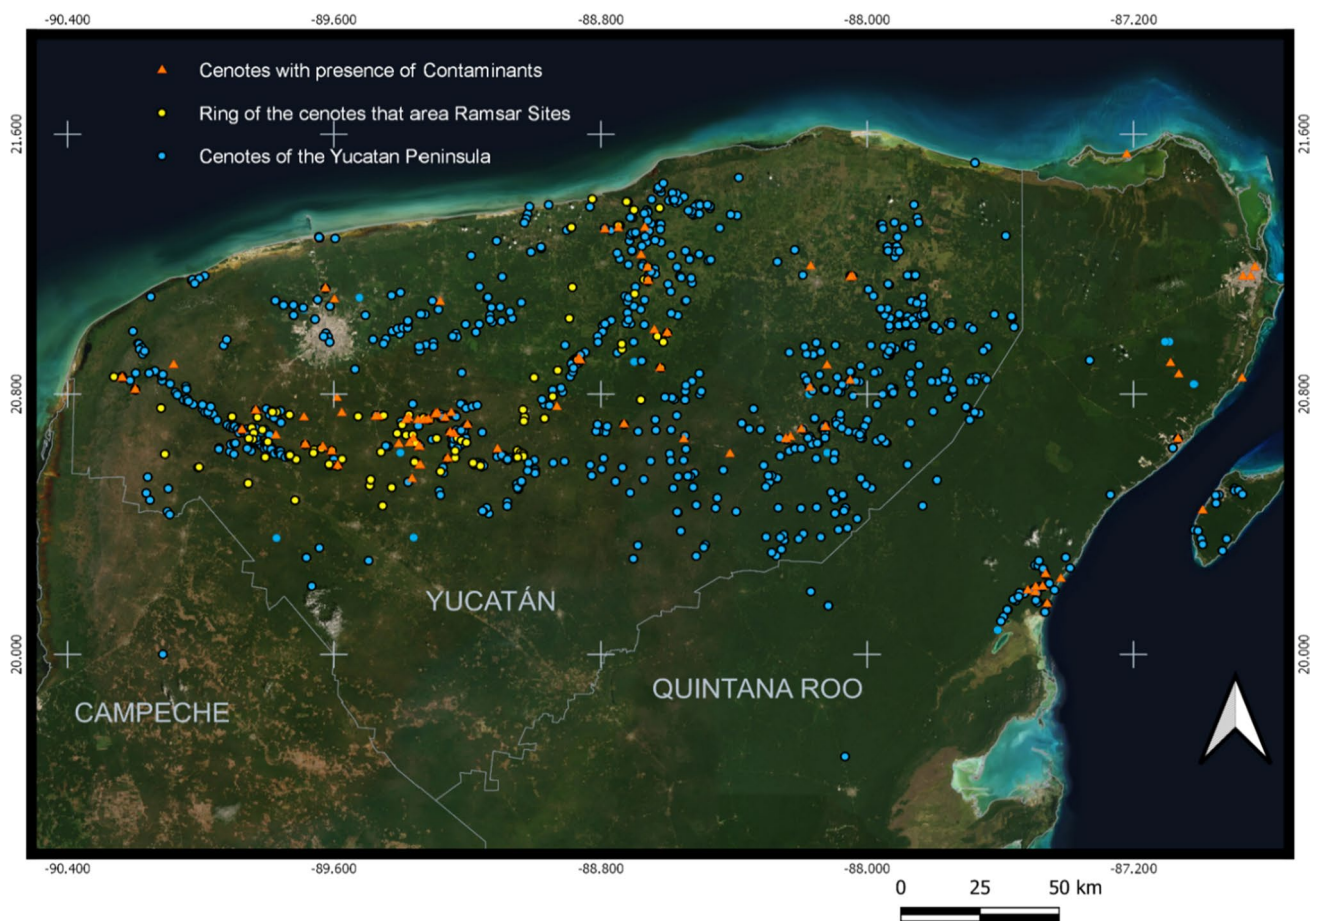 -90.400 -89.600 -88.800 -88.000 -87.200
Cenotes with presence of Contaminants
Ring of the cenotes that area Ramsar Sites
Cenotes of the Yucatan Peninsula
21.600 21.600
20.800 20.800
YUCATÁN
20.000 20.000
QUINTANA ROO
CAMPECHE
-90.400 -89.600 -88.800 -88.000 -87.200
0 25 50 km